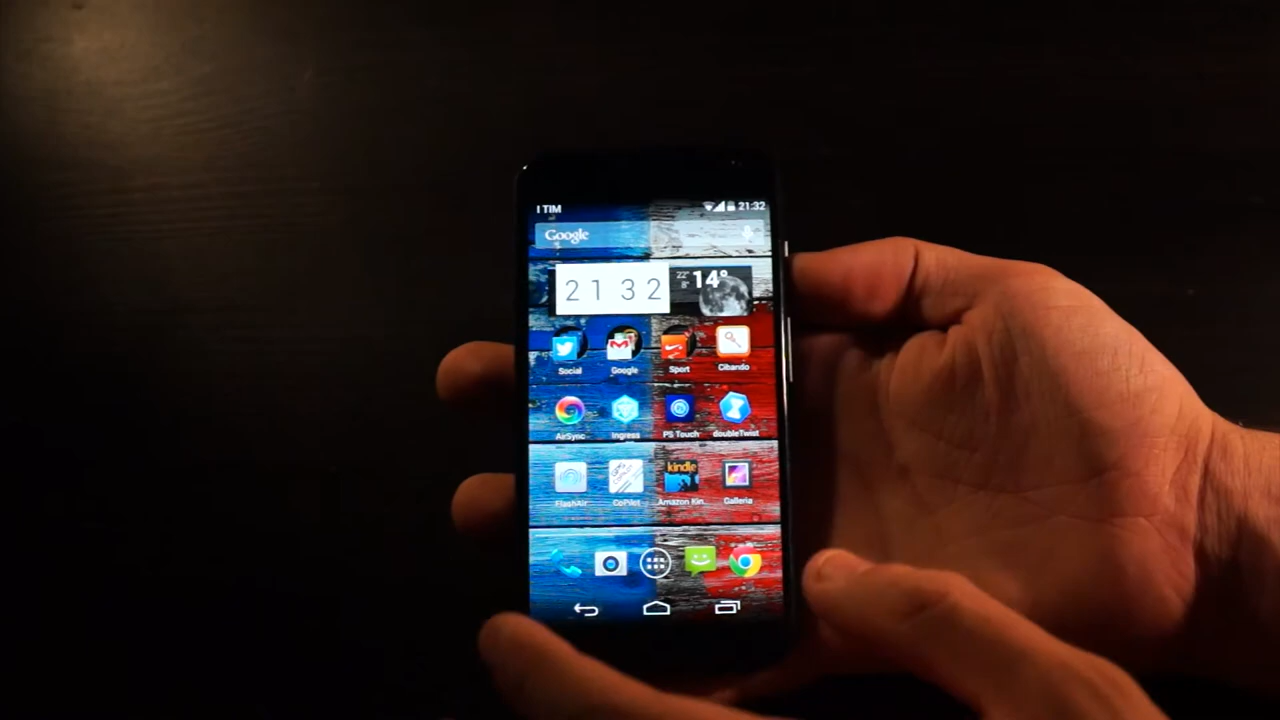 I TIM 21:32
Google
2 1 3 2 22° 8° 14°
Social Google Sport Cibando
AirSync Ingress PS Touch doubleTwist
kindle
FlashAir CoPilot Amazon Kin. Galleria